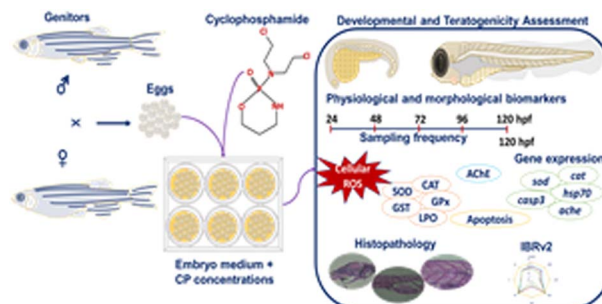 Genitors
♂
×
♀
Eggs
Cyclophosphamide
O
NH
Embryo medium +
CP concentrations
Developmental and Teratogenicity Assessment
Physiological and morphological biomarkers
24 48 72 96 120 hpf
Sampling frequency 120 hpf
Cellular
ROS
SOD
CAT
GST
GPx
LPO
AChE
Apoptosis
Gene expression
sod
cat
hsp70
casp3
ache
Histopathology
IBRv2